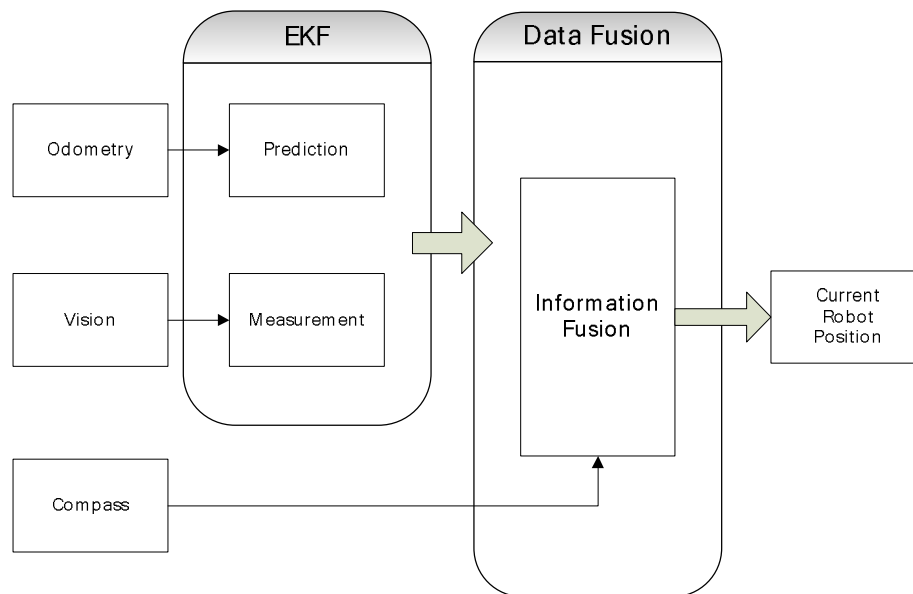 EKF
Data Fusion
Odometry
Prediction
Vision
Measurement
Information
Fusion
Current
Robot
Position
Compass